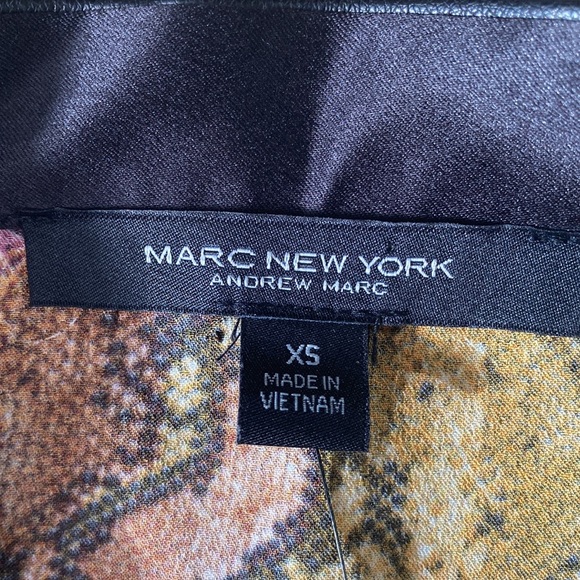 MARC NEW YORK
ANDREW MARC
XS
MADE IN
VIETNAM